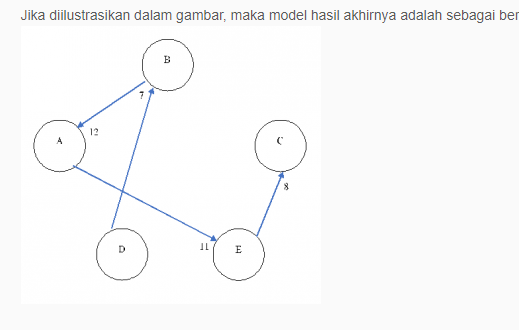 Jika diilustrasikan dalam gambar, maka model hasil akhirnya adalah sebagai ber
B
7
12
A
C
8
D
11
E